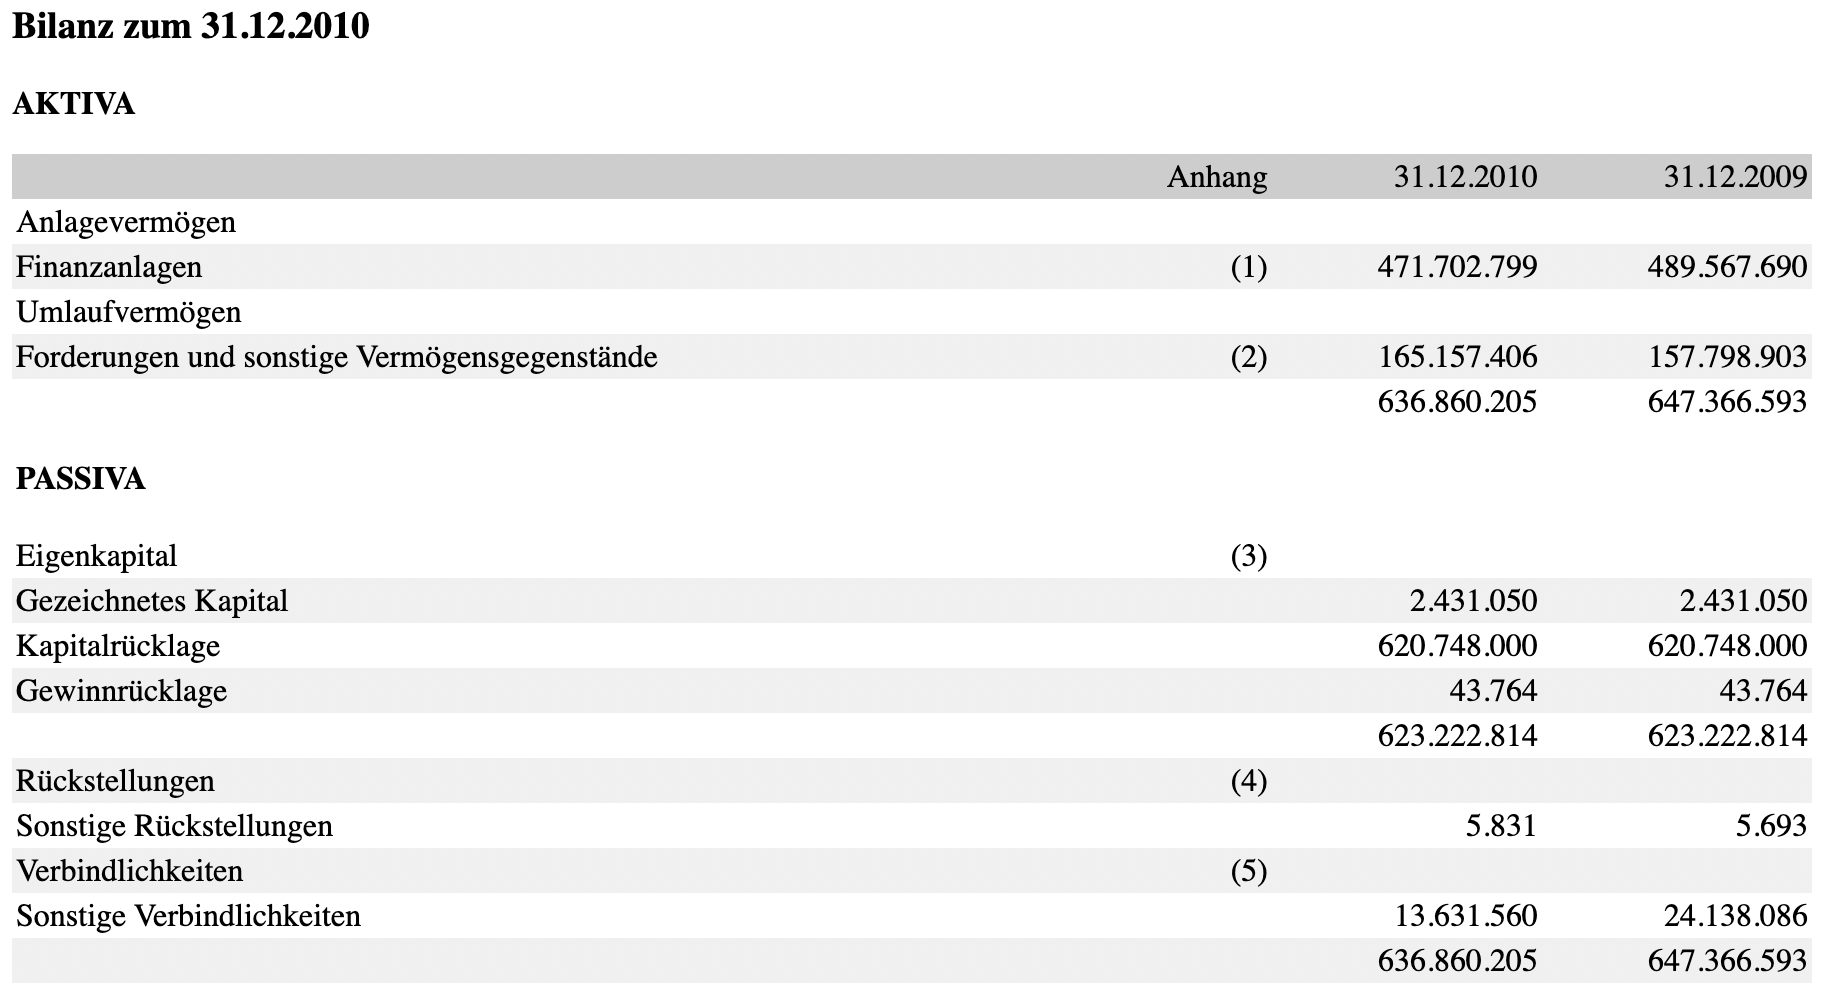 Bilanz zum 31.12.2010
AKTIVA
Anhang 31.12.2010 31.12.2009
Anlagevermögen
Finanzanlagen (1) 471.702.799 489.567.690
Umlaufvermögen
Forderungen und sonstige Vermögensgegenstände (2) 165.157.406 157.798.903
636.860.205 647.366.593
PASSIVA
Eigenkapital (3)
Gezeichnetes Kapital 2.431.050 2.431.050
Kapitalrücklage 620.748.000 620.748.000
Gewinnrücklage 43.764 43.764
623.222.814 623.222.814
Rückstellungen (4)
Sonstige Rückstellungen 5.831 5.693
Verbindlichkeiten (5)
Sonstige Verbindlichkeiten 13.631.560 24.138.086
636.860.205 647.366.593